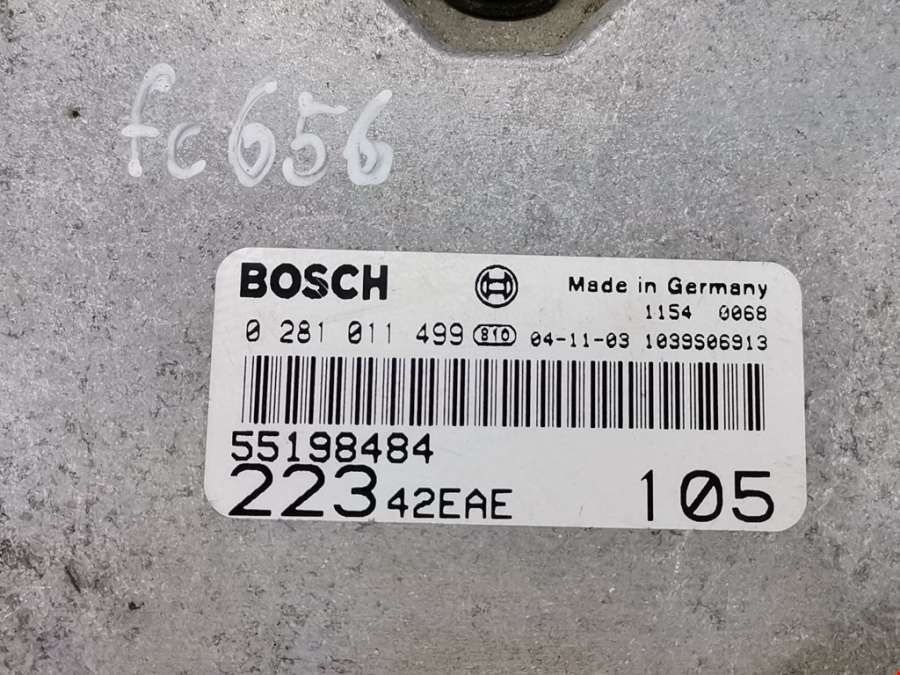 fc656
BOSCH Made in Germany
1154 0068
0 281 011 499 810 04-11-03 1039S06913
55198484
223 42EAE 105